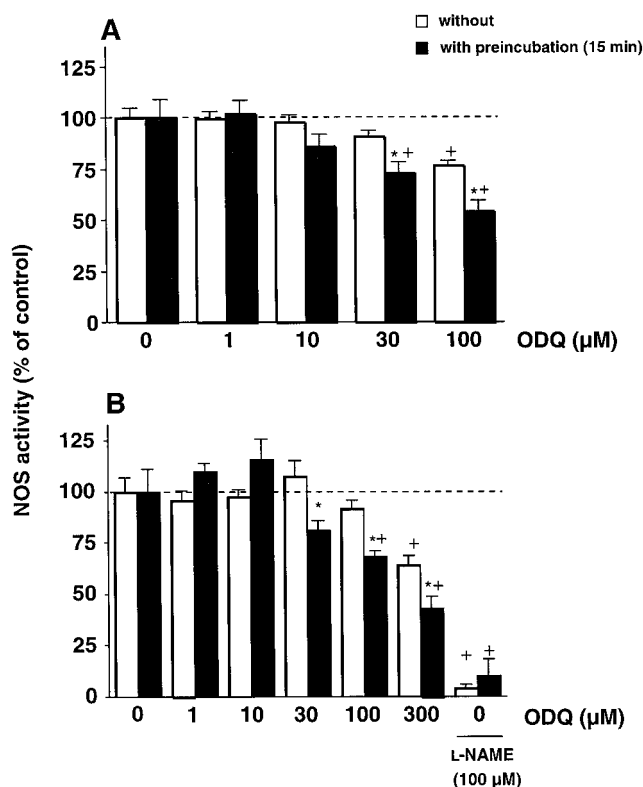 A
without
with preincubation (15 min)
125
100
75
50
25
0
* +
+
* +
0 1 10 30 100 ODQ (µM)
NOS activity (% of control)
B
125
100
75
50
25
0
*
* +
+
* +
+ +
0 1 10 30 100 300 0 ODQ (µM)
L-NAME
(100 µM)